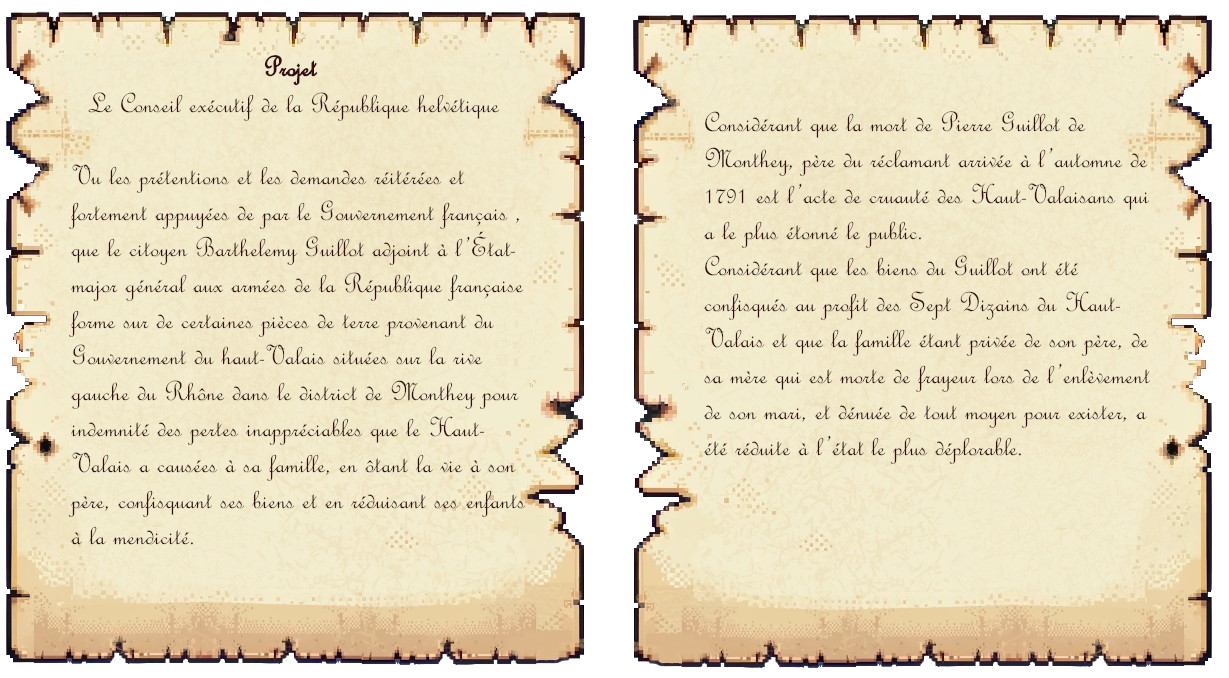 Projet
Le Conseil exécutif de la République helvétique
Vu les prétentions et les demandes réitérées et
fortement appuyées de par le Gouvernement français ,
que le citoyen Barthelemy Guillot adjoint à l'État-
major général aux armées de la République française
forme sur de certaines pièces de terre provenant du
Gouvernement du haut-Valais situées sur la rive
gauche du Rhône dans le district de Monthey pour
indemnité des pertes inappréciables que le Haut-
Valais a causées à sa famille, en ôtant la vie à son
père, confisquant ses biens et en réduisant ses enfants
à la mendicité.
Considérant que la mort de Pierre Guillot de
Monthey, père du réclamant arrivée à l'automne de
1791 est l'acte de cruauté des Haut-Valaisans qui
a le plus étonné le public.
Considérant que les biens du Guillot ont été
confisqués au profit des Sept Dizains du Haut-
Valais et que la famille étant privée de son père, de
sa mère qui est morte de frayeur lors de l'enlèvement
de son mari, et dénuée de tout moyen pour exister, a
été réduite à l'état le plus déplorable.